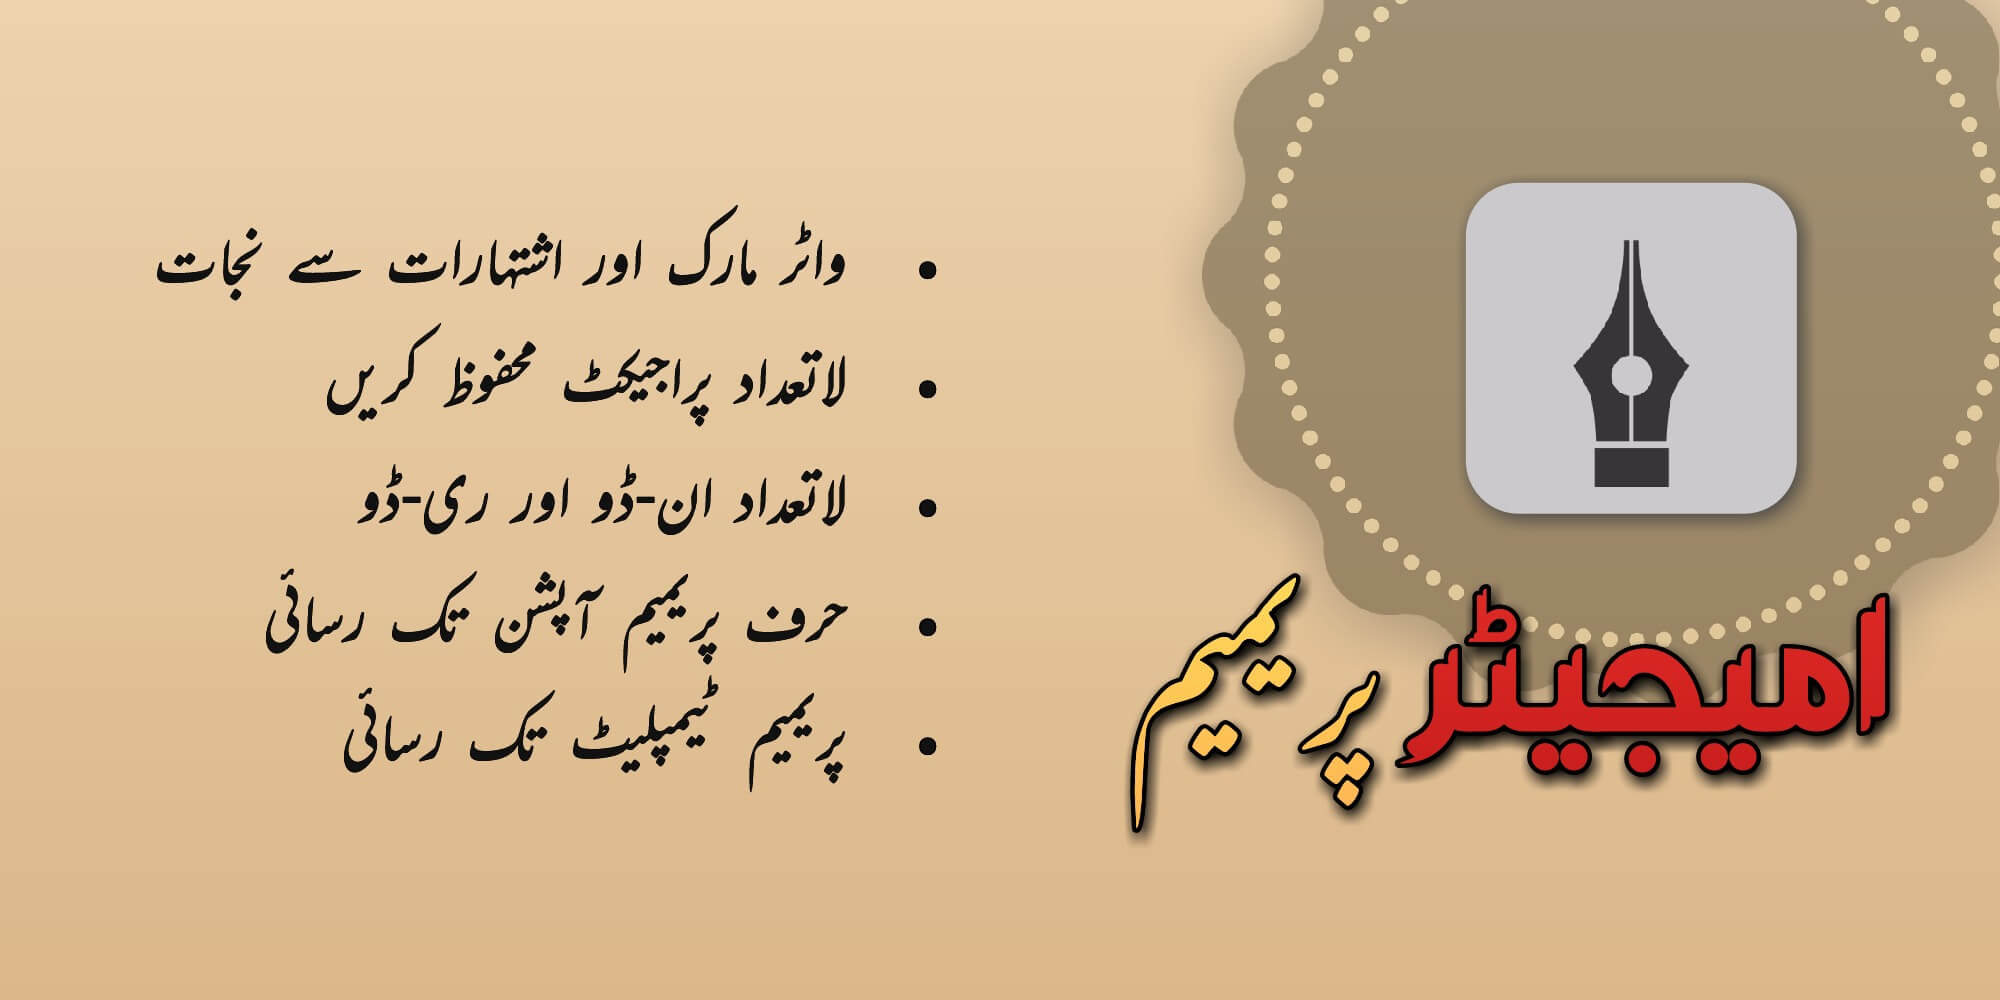 امیجیٹر پریمیم
• واٹر مارک اور اشتہارات سے نجات
• لاتعداد پراجیکٹ محفوظ کریں
• لاتعداد ان-ڈو اور ری-ڈو
• حرف پریمیم آپشن تک رسائی
• پریمیم ٹیمپلیٹ تک رسائی